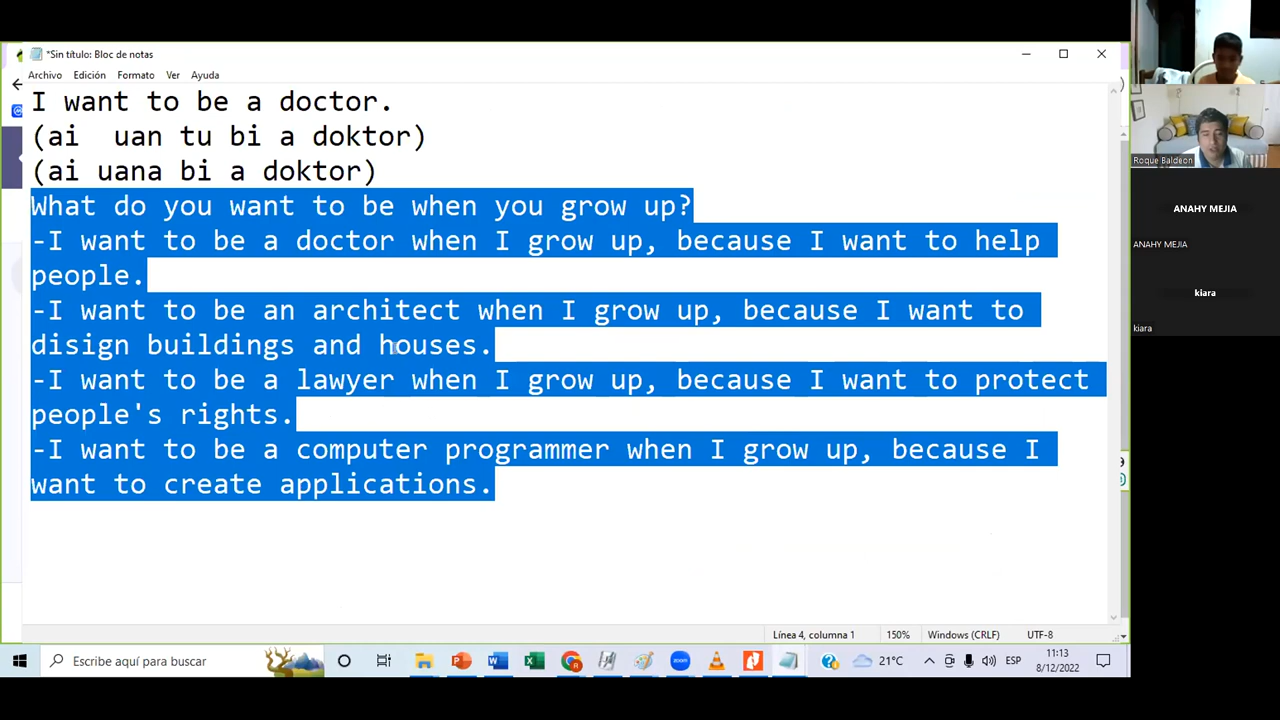 *Sin título: Bloc de notas
Archivo Edición Formato Ver Ayuda
I want to be a doctor.
(ai uan tu bi a doktor)
(ai uana bi a doktor)
What do you want to be when you grow up?
-I want to be a doctor when I grow up, because I want to help
people.
-I want to be an architect when I grow up, because I want to
disign buildings and houses.
-I want to be a lawyer when I grow up, because I want to protect
people's rights.
-I want to be a computer programmer when I grow up, because I
want to create applications.
Línea 4, columna 1 150% Windows (CRLF) UTF-8
Escribe aquí para buscar
21°C ESP 11:13
8/12/2022
Roque Baldeon
ANAHY MEJIA
ANAHY MEJIA
kiara
kiara